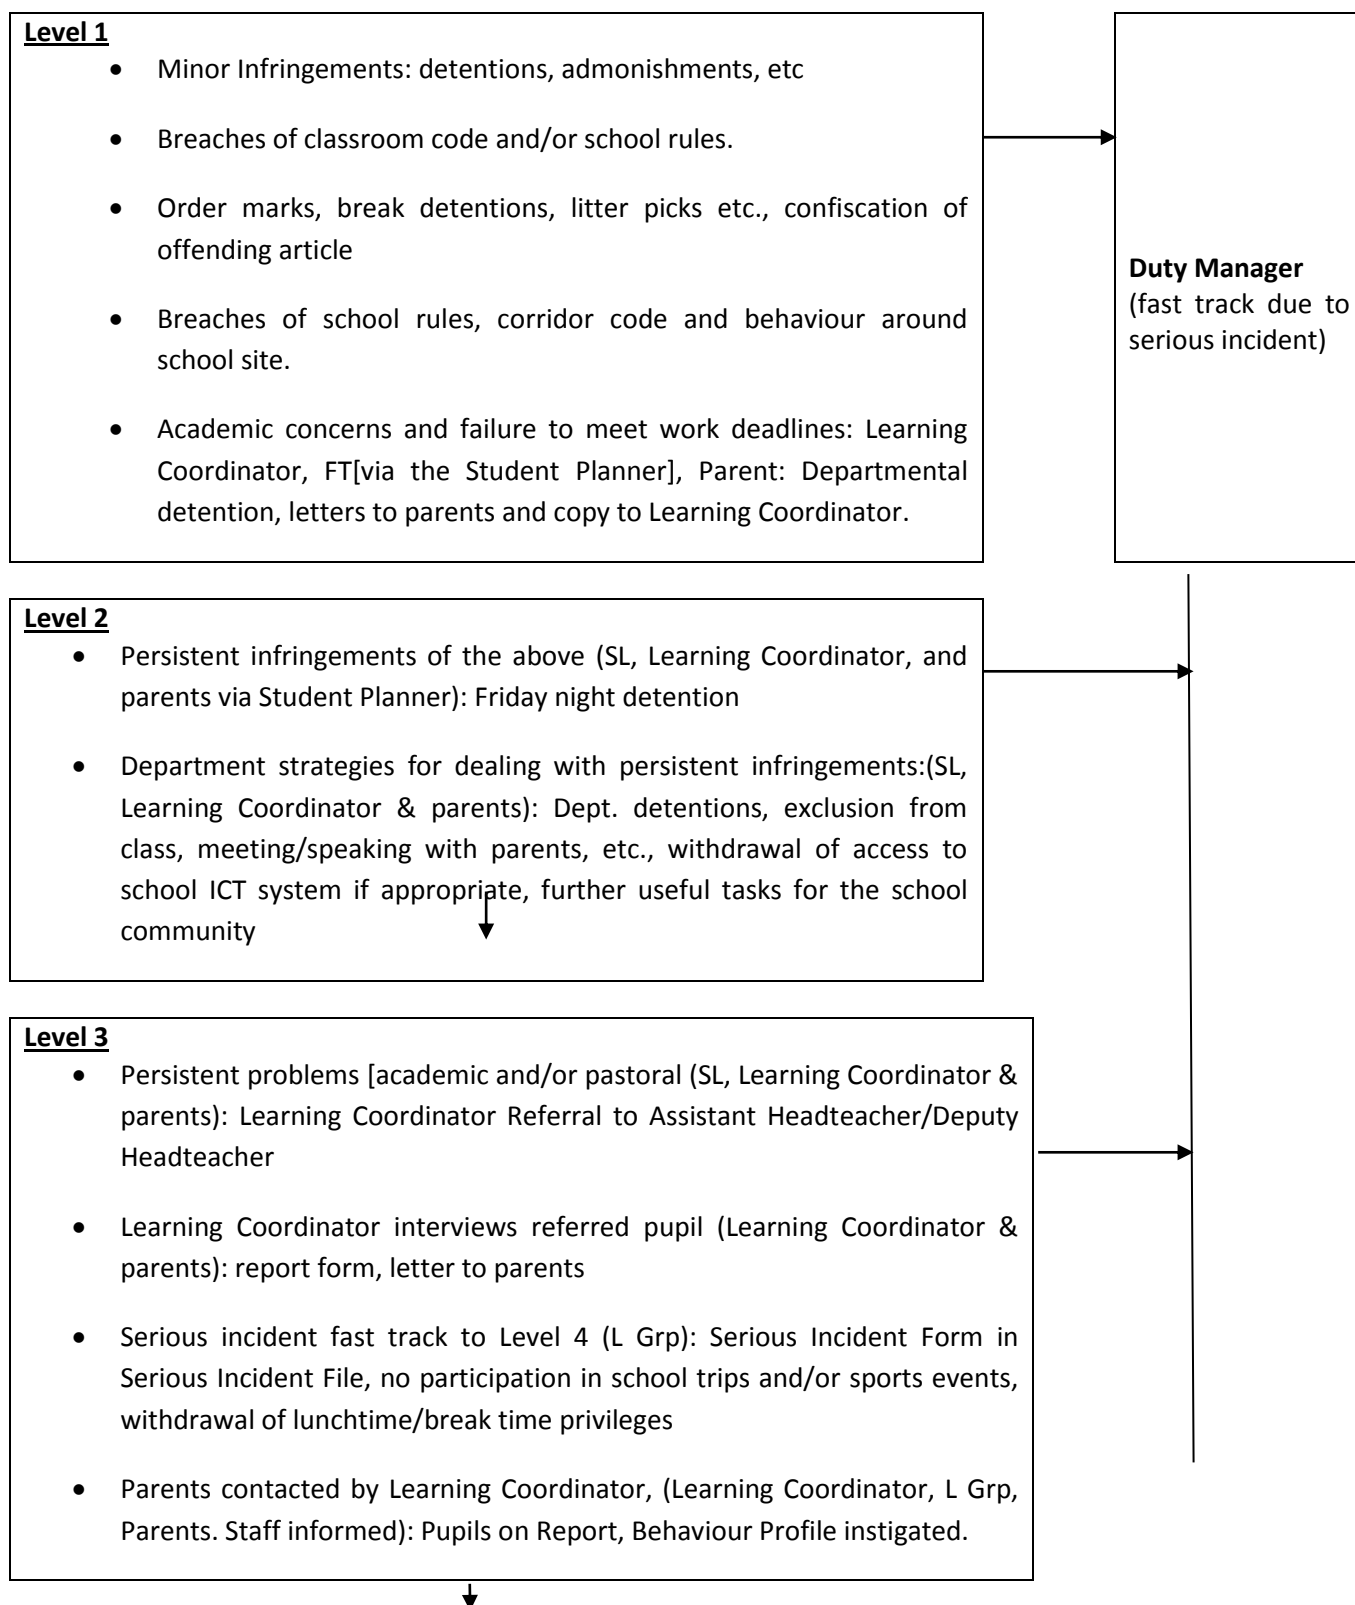 Level 1
• Minor Infringements: detentions, admonishments, etc
• Breaches of classroom code and/or school rules.
• Order marks, break detentions, litter picks etc., confiscation of
offending article
• Breaches of school rules, corridor code and behaviour around
school site.
• Academic concerns and failure to meet work deadlines: Learning
Coordinator, FT[via the Student Planner], Parent: Departmental
detention, letters to parents and copy to Learning Coordinator.
Duty Manager
(fast track due to
serious incident)
Level 2
• Persistent infringements of the above (SL, Learning Coordinator, and
parents via Student Planner): Friday night detention
• Department strategies for dealing with persistent infringements:(SL,
Learning Coordinator & parents): Dept. detentions, exclusion from
class, meeting/speaking with parents, etc., withdrawal of access to
school ICT system if appropriate, further useful tasks for the school
community
Level 3
• Persistent problems [academic and/or pastoral (SL, Learning Coordinator &
parents): Learning Coordinator Referral to Assistant Headteacher/Deputy
Headteacher
• Learning Coordinator interviews referred pupil (Learning Coordinator &
parents): report form, letter to parents
• Serious incident fast track to Level 4 (L Grp): Serious Incident Form in
Serious Incident File, no participation in school trips and/or sports events,
withdrawal of lunchtime/break time privileges
• Parents contacted by Learning Coordinator, (Learning Coordinator, L Grp,
Parents. Staff informed): Pupils on Report, Behaviour Profile instigated.